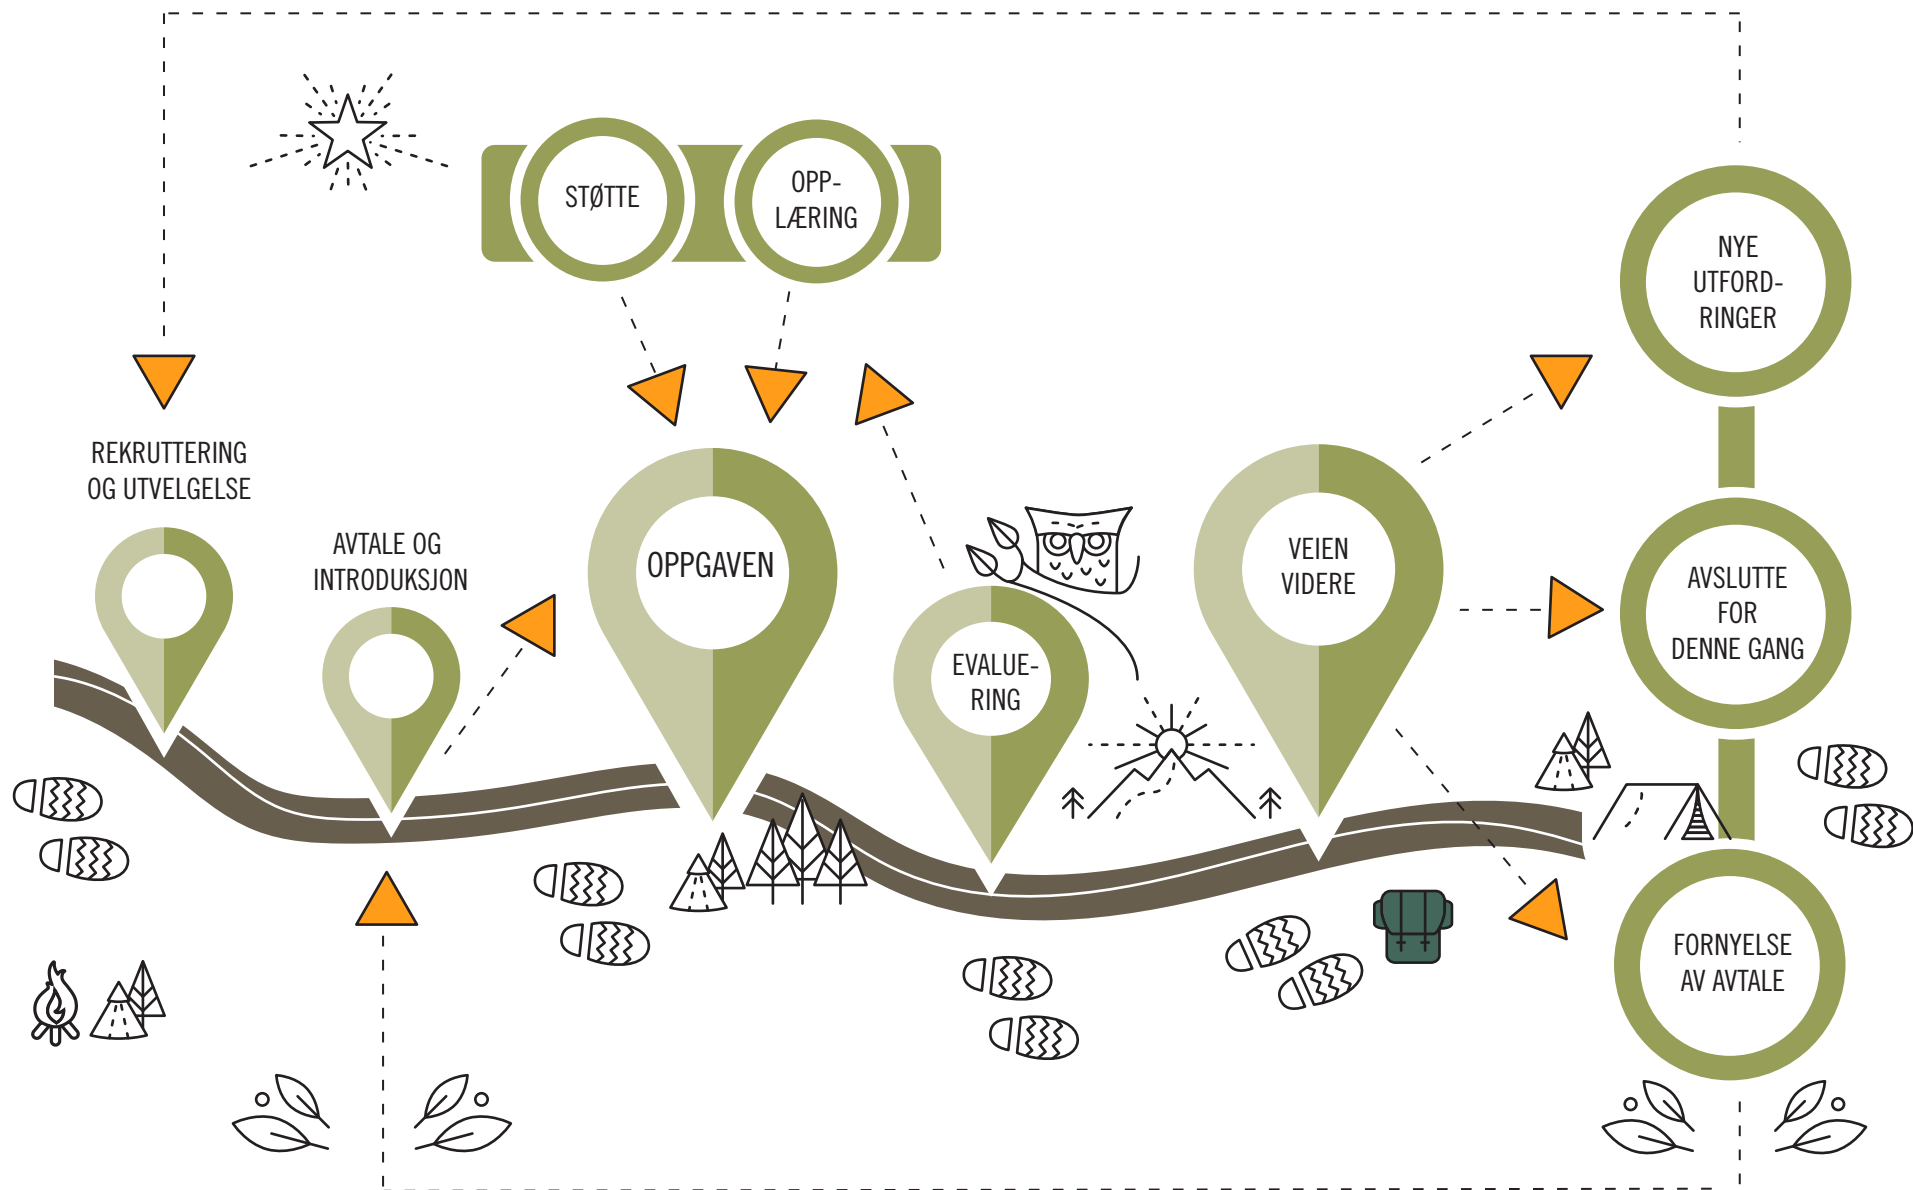 STØTTE
OPP-
LÆRING
NYE
UTFORD-
RINGER
REKRUTTERING
OG UTVELGELSE
AVTALE OG
INTRODUKSJON
OPPGAVEN
EVALUE-
RING
VEIEN
VIDERE
AVSLUTTE
FOR
DENNE GANG
FORNYELSE
AV AVTALE